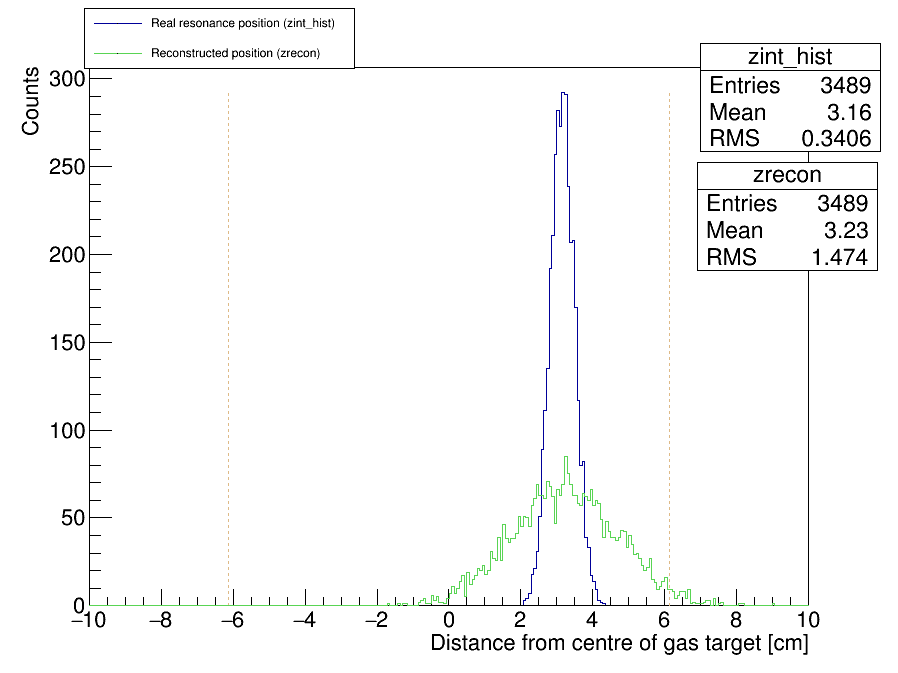 Real resonance position (zint_hist)
Reconstructed position (zrecon)
zint_hist
Entries 3489
Mean 3.16
RMS 0.3406
zrecon
Entries 3489
Mean 3.23
RMS 1.474
Counts
300
250
200
150
100
50
0
−10 −8 −6 −4 −2 0 2 4 6 8 10
Distance from centre of gas target [cm]